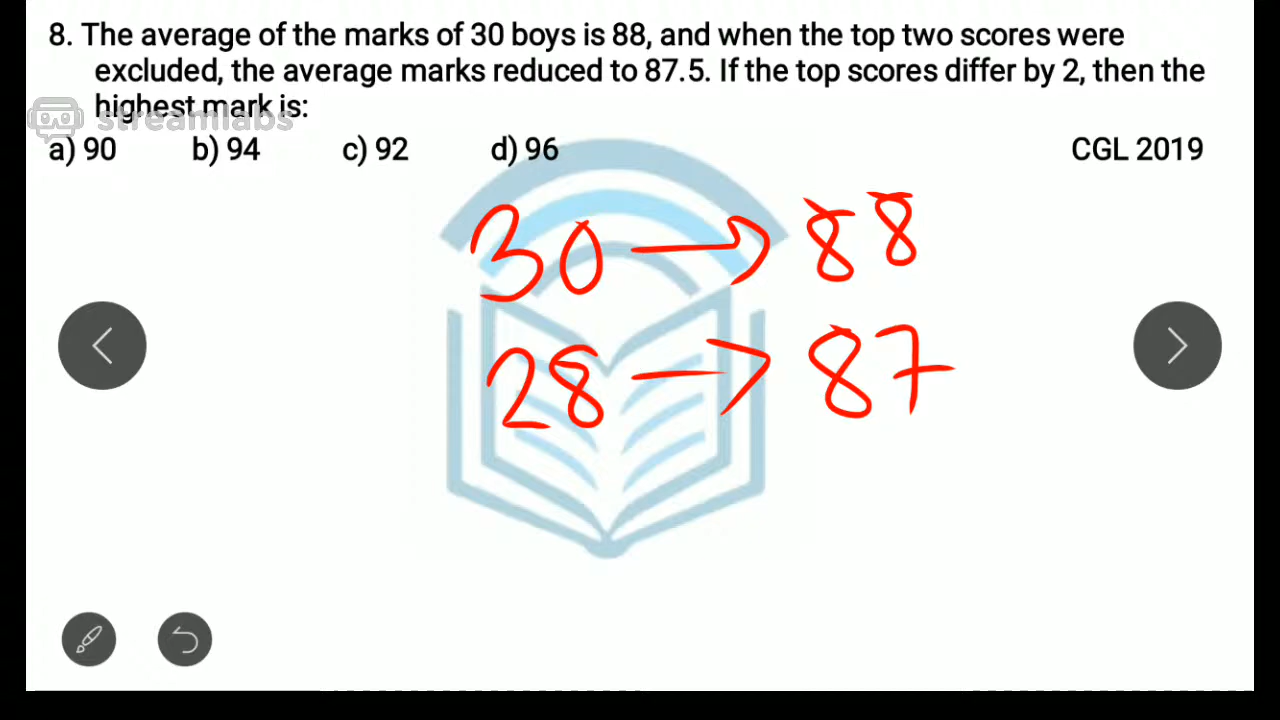 8. The average of the marks of 30 boys is 88, and when the top two scores were
excluded, the average marks reduced to 87.5. If the top scores differ by 2, then the
highest mark is:
streamlabs
a) 90 b) 94 c) 92 d) 96 CGL 2019
30 → 88
28 → 87